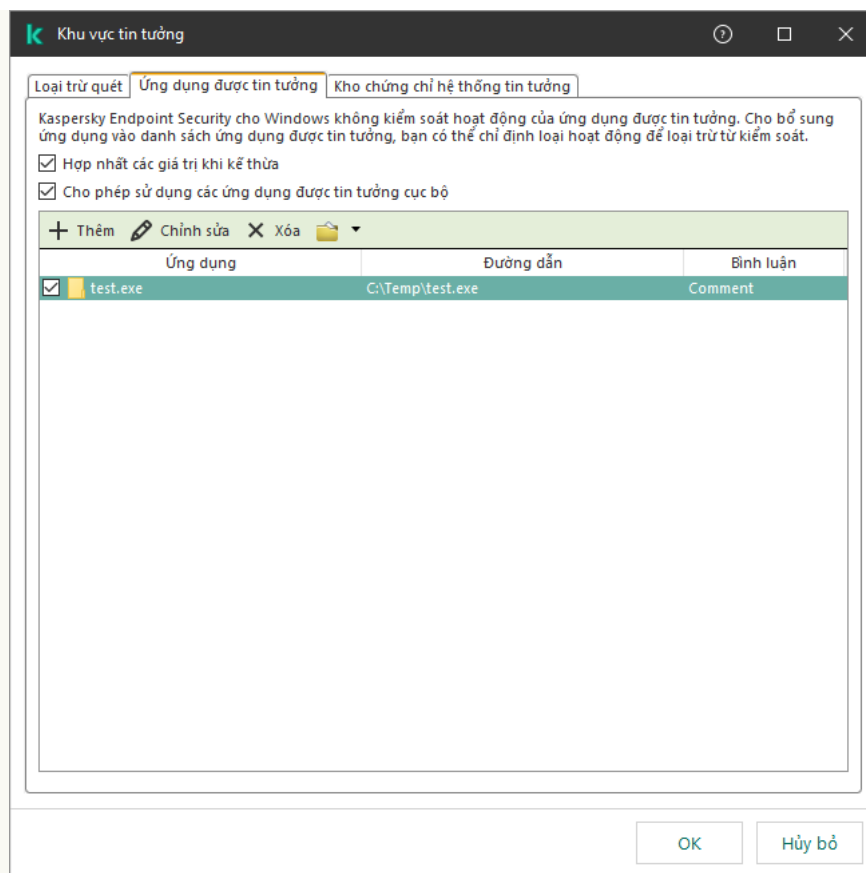 Khu vực tin tưởng
Loại trừ quét Ứng dụng được tin tưởng Kho chứng chỉ hệ thống tin tưởng
Kaspersky Endpoint Security cho Windows không kiểm soát hoạt động của ứng dụng được tin tưởng. Cho bổ sung
ứng dụng vào danh sách ứng dụng được tin tưởng, bạn có thể chỉ định loại hoạt động để loại trừ từ kiểm soát.
Hợp nhất các giá trị khi kế thừa
Cho phép sử dụng các ứng dụng được tin tưởng cục bộ
Thêm Chỉnh sửa Xóa
Ứng dụng Đường dẫn Bình luận
test.exe C:\Temp\test.exe Comment
OK Hủy bỏ